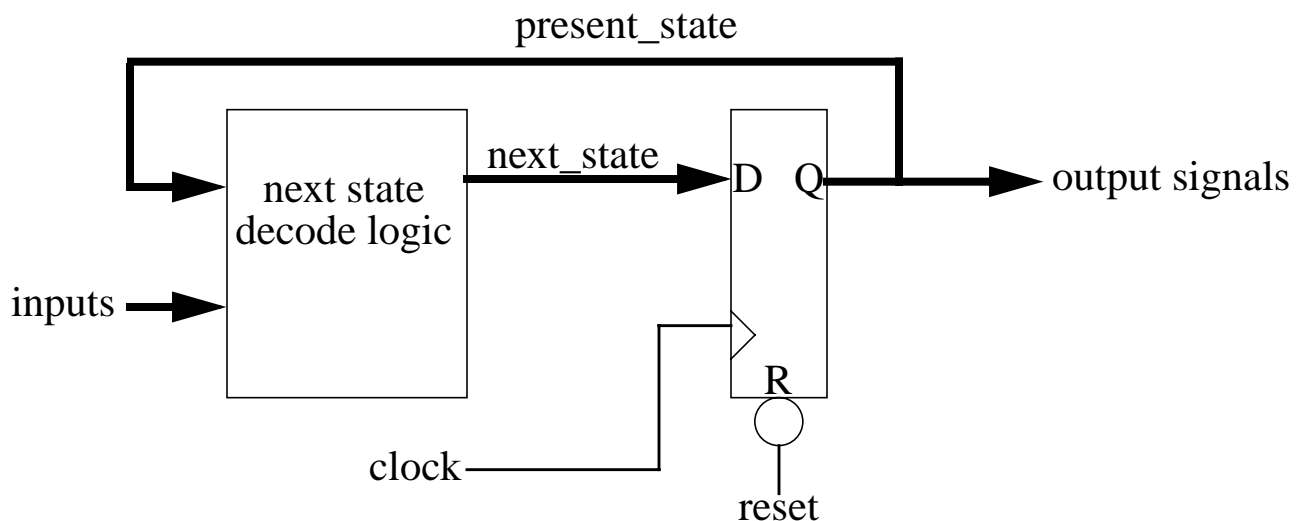 present_state
next_state
D
Q
output signals
next state
decode logic
inputs
R
clock
reset